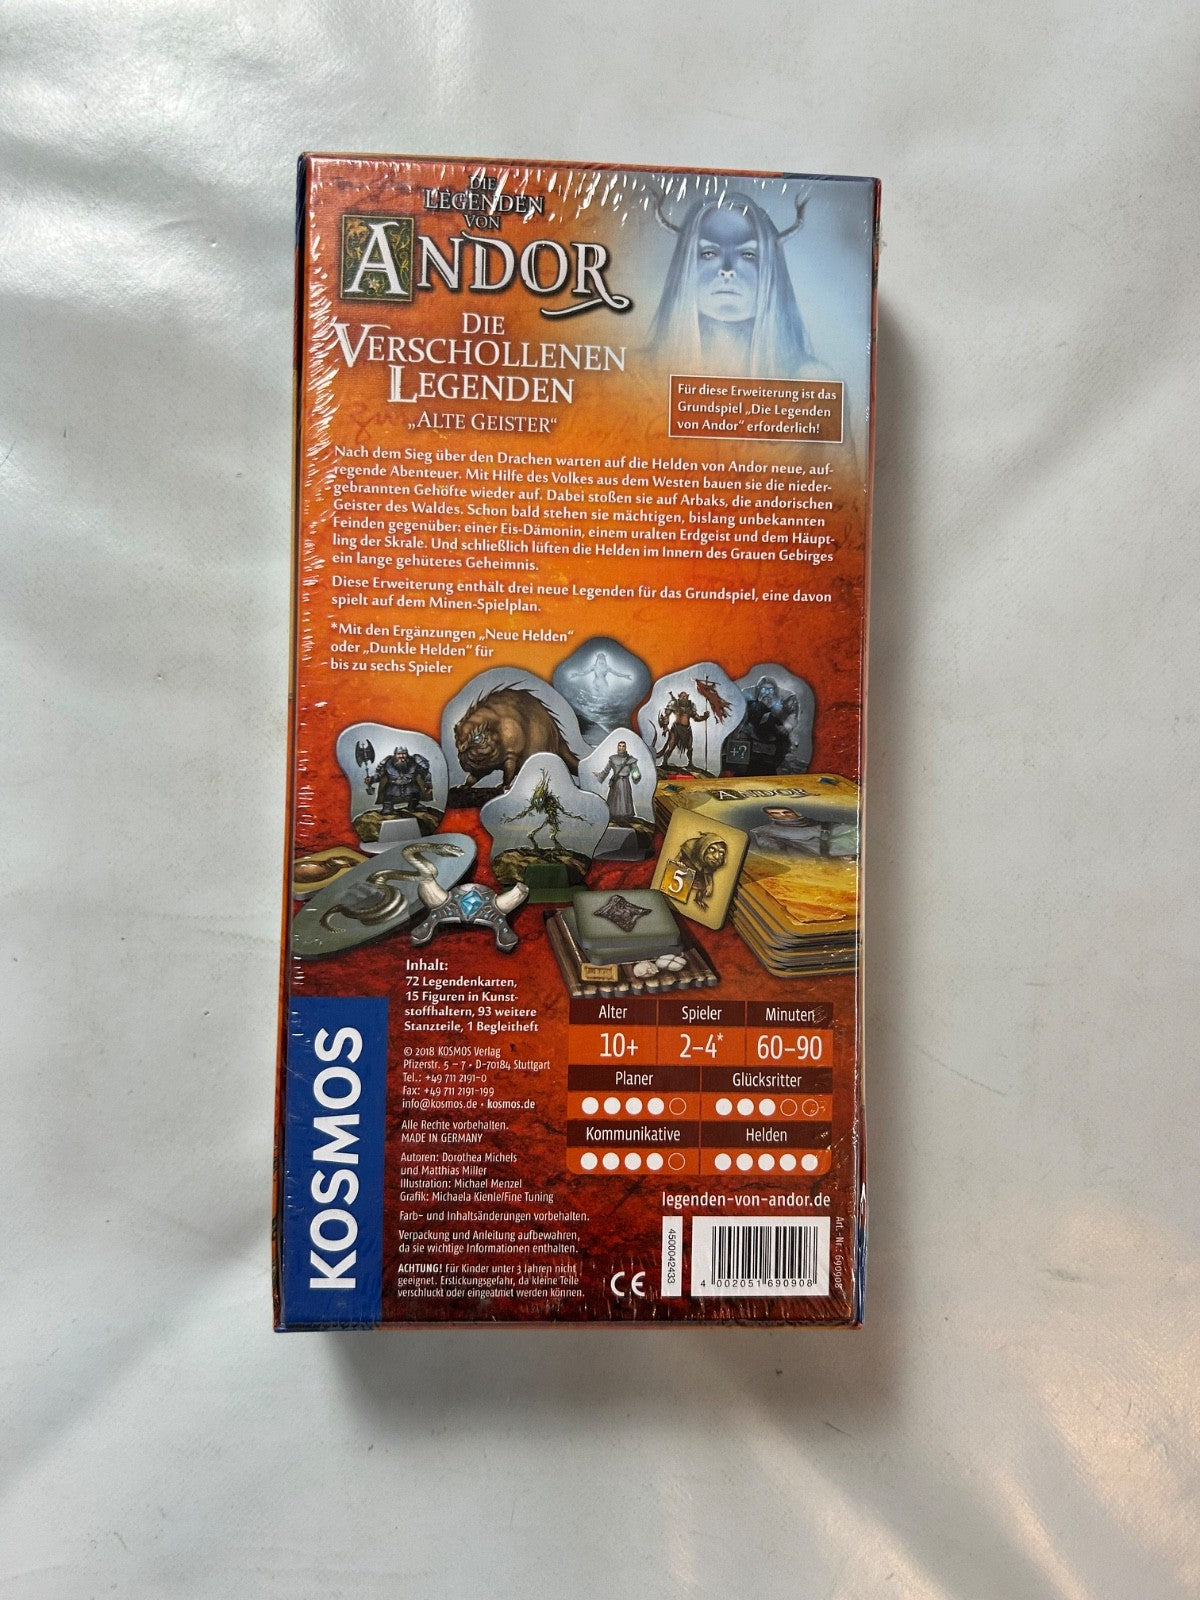 DIE
LEGENDEN
VON
ANDOR
DIE
VERSCHOLLENEN
LEGENDEN
„ALTE GEISTER“
Für diese Erweiterung ist das
Grundspiel „Die Legenden
von Andor“ erforderlich!
Nach dem Sieg über den Drachen warten auf die Helden von Andor neue, auf-
regende Abenteuer. Mit Hilfe des Volkes aus dem Westen bauen sie die nieder-
gebrannten Gehöfte wieder auf. Dabei stoßen sie auf Arbaks, die andorischen
Geister des Waldes. Schon bald stehen sie mächtigen, bislang unbekannten
Feinden gegenüber: einer Eis-Dämonin, einem uralten Erdgeist und dem Häupt-
ling der Skrale. Und schließlich lüften die Helden im Innern des Grauen Gebirges
ein lange gehütetes Geheimnis.
Diese Erweiterung enthält drei neue Legenden für das Grundspiel, eine davon
spielt auf dem Minen-Spielplan.
*Mit den Ergänzungen „Neue Helden“
oder „Dunkle Helden“ für
bis zu sechs Spieler
+?
ANDOR
5
Inhalt:
72 Legendenkarten,
15 Figuren in Kunst-
stoffhaltern, 93 weitere
Stanzteile, 1 Begleitheft
© 2018 KOSMOS Verlag
Pfizerstr. 5 – 7 • D-70184 Stuttgart
Tel.: +49 711 2191-0
Fax: +49 711 2191-199
info@kosmos.de • kosmos.de
Alle Rechte vorbehalten.
MADE IN GERMANY
Autoren: Dorothea Michels
und Matthias Miller
Illustration: Michael Menzel
Grafik: Michaela Kienle/Fine Tuning
Farb- und Inhaltsänderungen vorbehalten.
Verpackung und Anleitung aufbewahren,
da sie wichtige Informationen enthalten.
ACHTUNG! Für Kinder unter 3 Jahren nicht
geeignet. Erstickungsgefahr, da kleine Teile
verschluckt oder eingeatmet werden können.
KOSMOS
Alter Spieler Minuten
10+ 2–4* 60–90
Planer Glücksritter
Kommunikative Helden
legenden-von-andor.de
CE
4500042433
4 002051 690908
Art.-Nr.: 690908